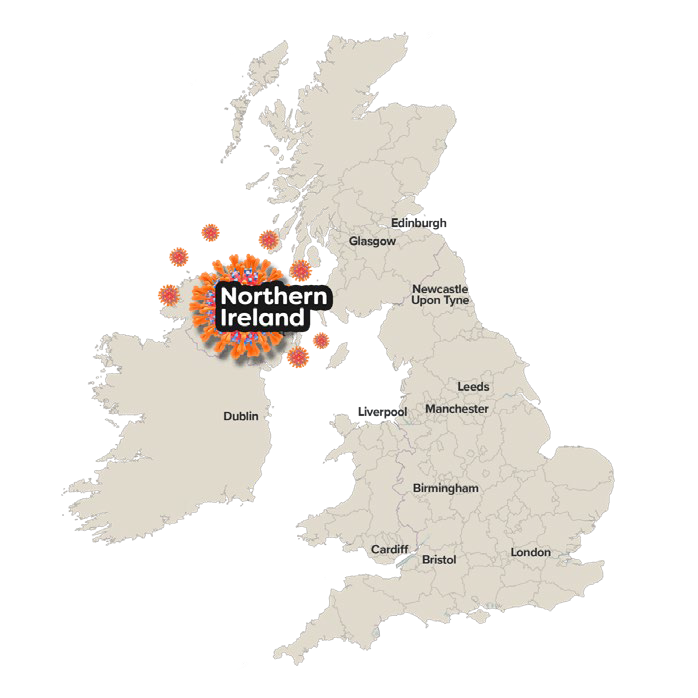 Edinburgh
Glasgow
Newcastle
Upon Tyne
Northern
Ireland
Leeds
Manchester
Liverpool
Dublin
Birmingham
Cardiff
Bristol
London